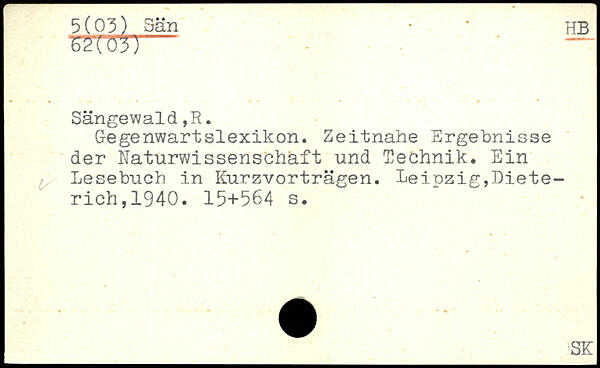 5(03) Sän HB
62(03)
Sängewald,R.
Gegenwartslexikon. Zeitnahe Ergebnisse
der Naturwissenschaft und Technik. Ein
Lesebuch in Kurzvorträgen. Leipzig,Diete-
rich,1940. 15+564 s.
SK